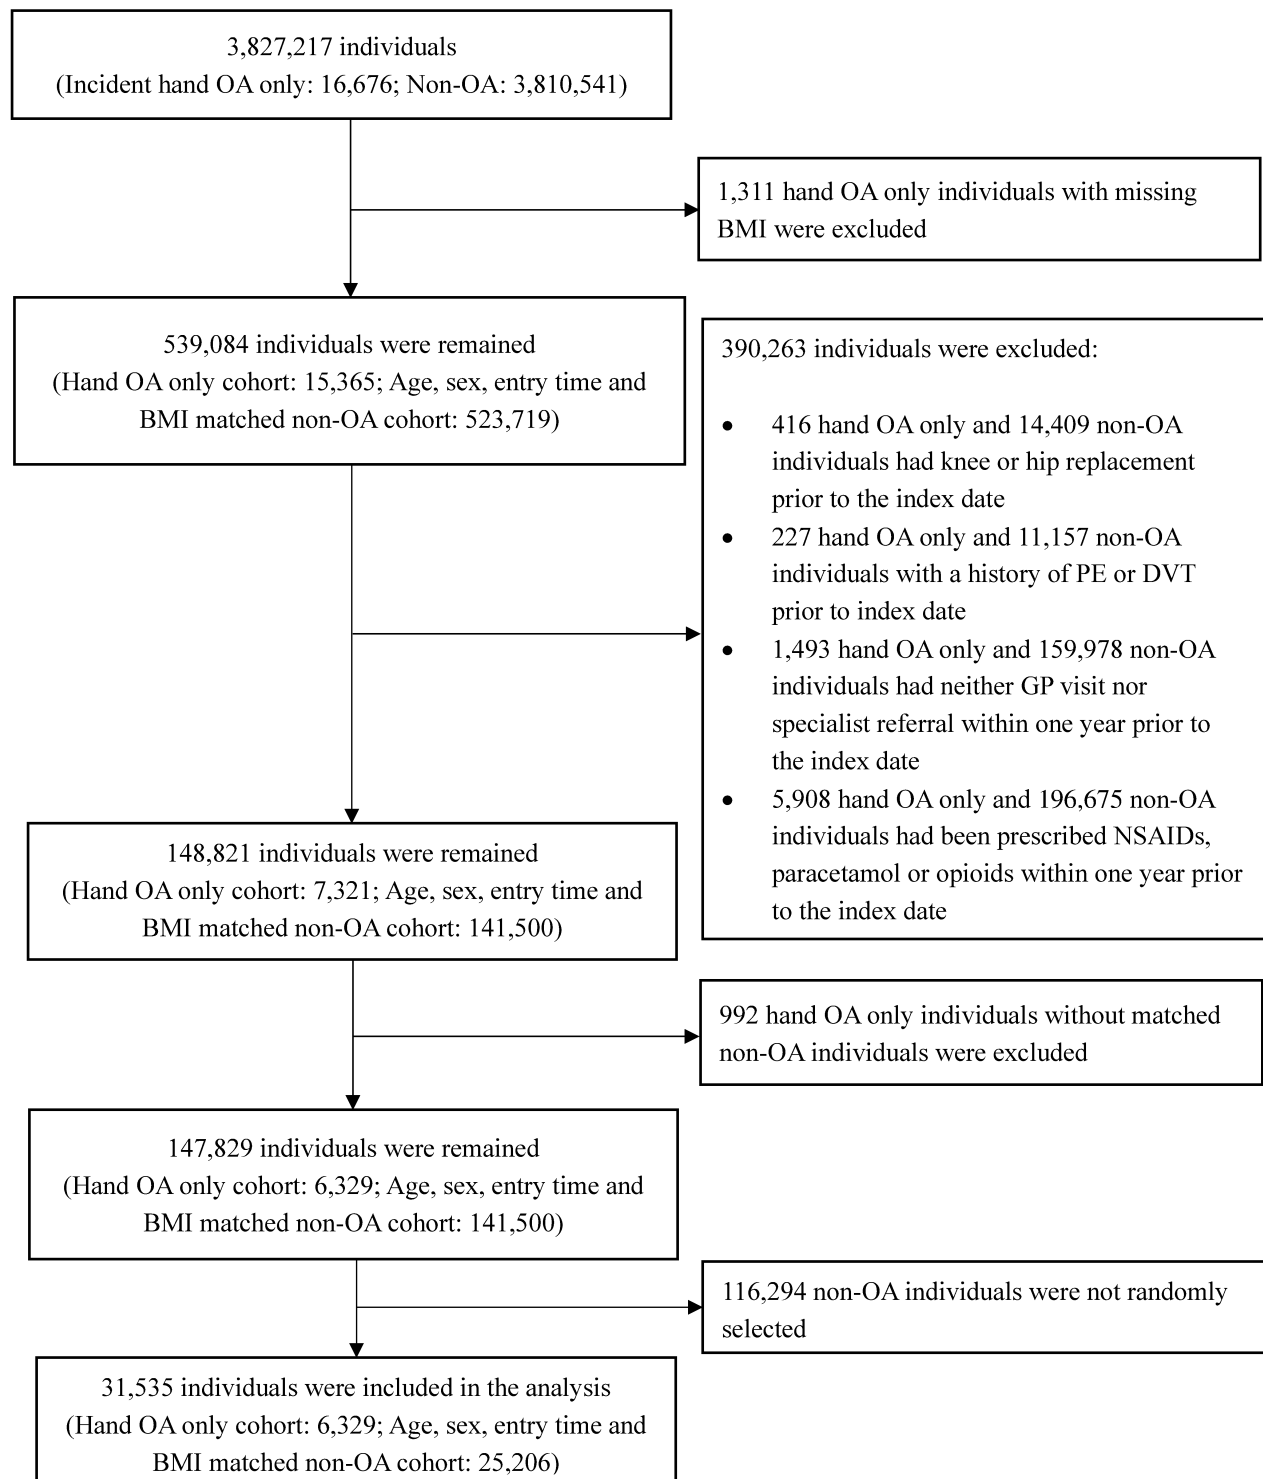 3,827,217 individuals
(Incident hand OA only: 16,676; Non-OA: 3,810,541)
1,311 hand OA only individuals with missing
BMI were excluded
539,084 individuals were remained
(Hand OA only cohort: 15,365; Age, sex, entry time and
BMI matched non-OA cohort: 523,719)
390,263 individuals were excluded:
• 416 hand OA only and 14,409 non-OA
individuals had knee or hip replacement
prior to the index date
• 227 hand OA only and 11,157 non-OA
individuals with a history of PE or DVT
prior to index date
• 1,493 hand OA only and 159,978 non-OA
individuals had neither GP visit nor
specialist referral within one year prior to
the index date
• 5,908 hand OA only and 196,675 non-OA
individuals had been prescribed NSAIDs,
paracetamol or opioids within one year prior
to the index date
148,821 individuals were remained
(Hand OA only cohort: 7,321; Age, sex, entry time and
BMI matched non-OA cohort: 141,500)
992 hand OA only individuals without matched
non-OA individuals were excluded
147,829 individuals were remained
(Hand OA only cohort: 6,329; Age, sex, entry time and
BMI matched non-OA cohort: 141,500)
116,294 non-OA individuals were not randomly
selected
31,535 individuals were included in the analysis
(Hand OA only cohort: 6,329; Age, sex, entry time and
BMI matched non-OA cohort: 25,206)